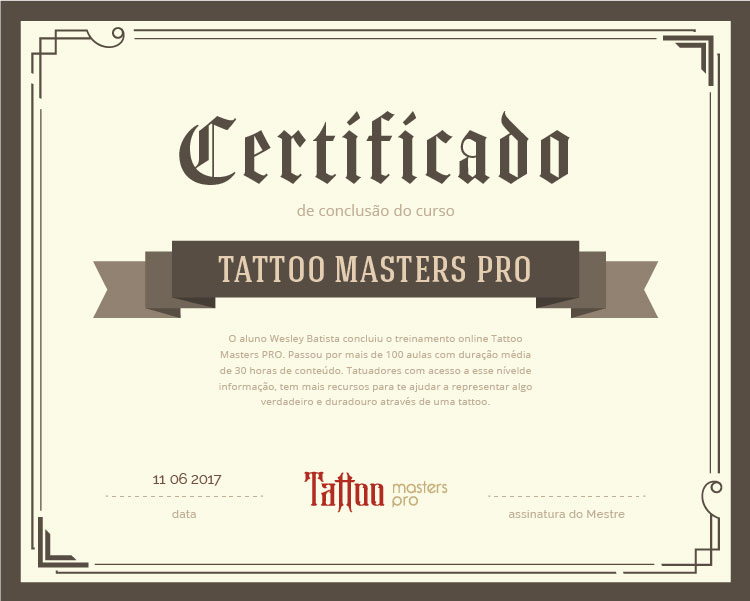 Certificado
de conclusão do curso
TATTOO MASTERS PRO
O aluno Wesley Batista concluiu o treinamento online Tattoo
Masters PRO. Passou por mais de 100 aulas com duração média
de 30 horas de conteúdo. Tatuadores com acesso a esse nívelde
informação, tem mais recursos para te ajudar a representar algo
verdadeiro e duradouro através de uma tattoo.
11 06 2017
data
Tattoo masters
pro
assinatura do Mestre